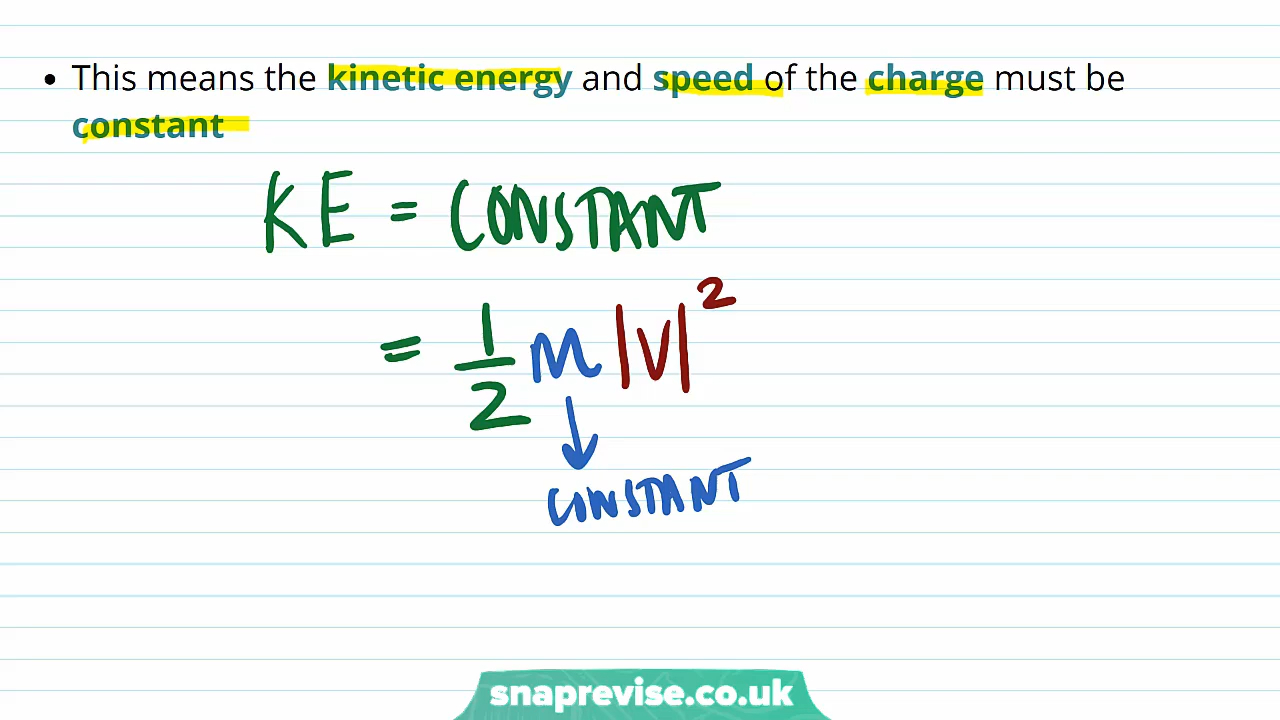 • This means the kinetic energy and speed of the charge must be
constant
KE = CONSTANT
= 1/2 m |v|²
CONSTANT
snaprevise.co.uk